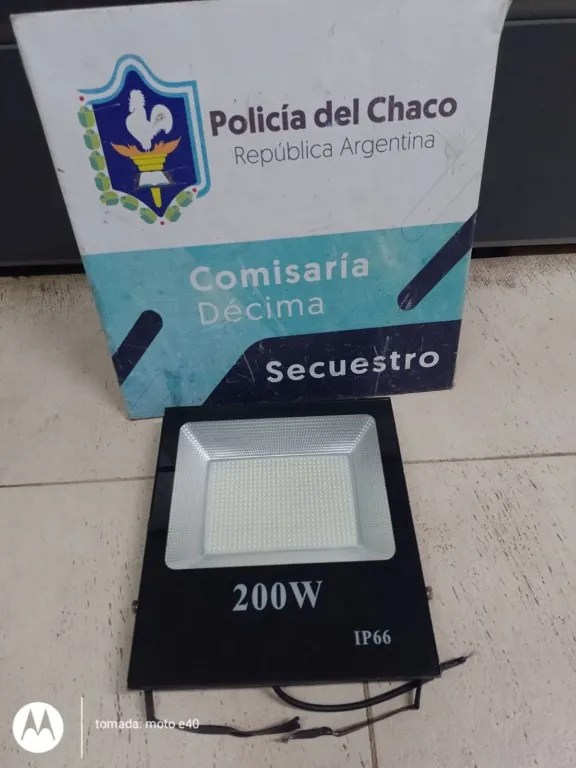 Policía del Chaco
República Argentina
Comisaría
Décima
Secuestro
200W
IP66
tomada: moto e40